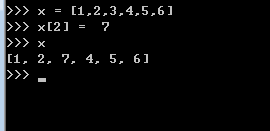 >>> x = [1,2,3,4,5,6]
>>> x[2] =  7
>>> x
[1, 2, 7, 4, 5, 6]
>>> _